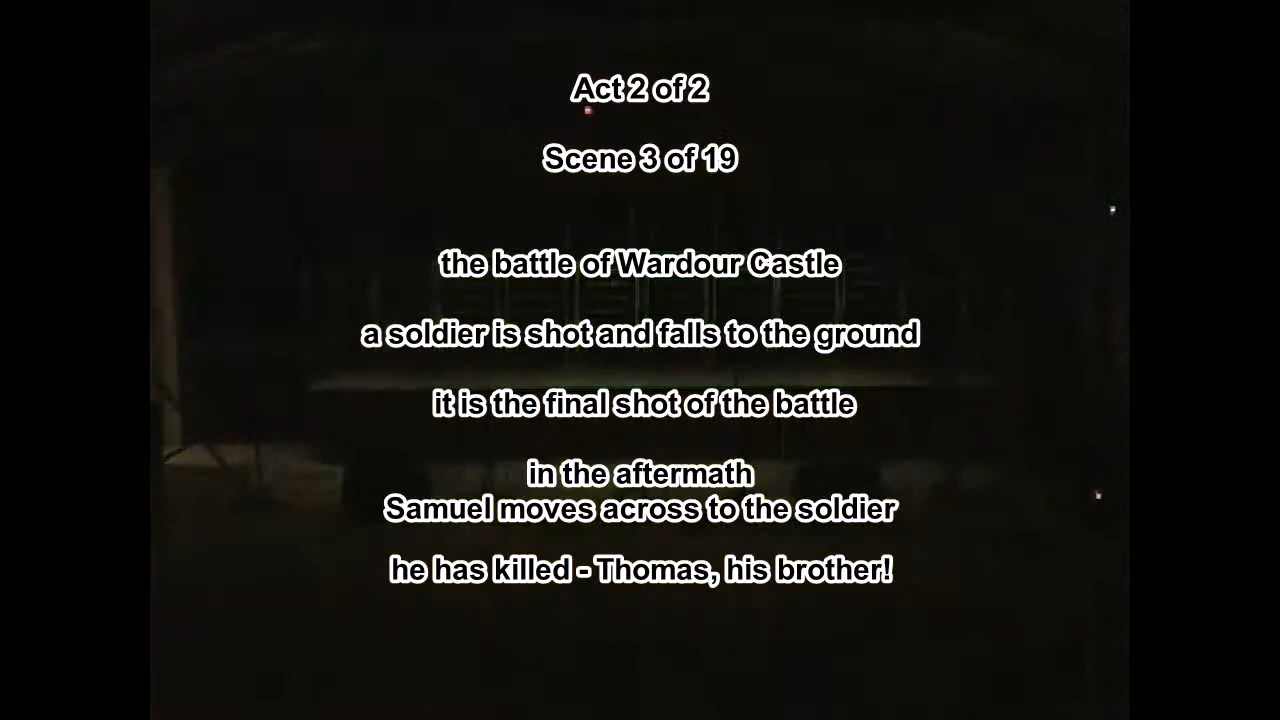 Act 2 of 2
Scene 3 of 19
the battle of Wardour Castle
a soldier is shot and falls to the ground
it is the final shot of the battle
in the aftermath
Samuel moves across to the soldier
he has killed - Thomas, his brother!